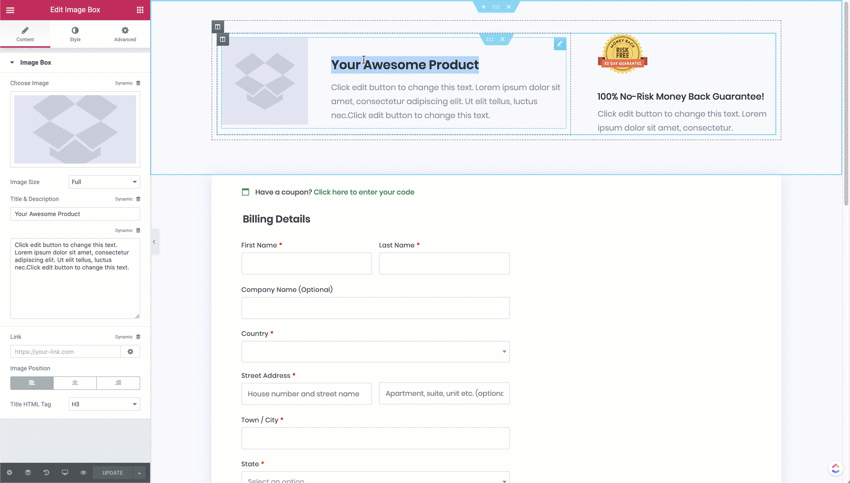 Edit Image Box
Content
Style
Advanced
Image Box
Choose Image
Dynamic
Image Size
Full
Title & Description
Dynamic
Your Awesome Product
Dynamic
Click edit button to change this text.
Lorem ipsum dolor sit amet, consectetur
adipiscing elit. Ut elit tellus, luctus
nec.Click edit button to change this text.
Link
Dynamic
https://your-link.com
Image Position
Title HTML Tag
H3
UPDATE
Your Awesome Product
Click edit button to change this text. Lorem ipsum dolor sit
amet, consectetur adipiscing elit. Ut elit tellus, luctus
nec.Click edit button to change this text.
MONEY BACK
RISK
FREE
30 DAY GUARANTEE
100% No-Risk Money Back Guarantee!
Click edit button to change this text. Lorem
ipsum dolor sit amet, consectetur.
Have a coupon? Click here to enter your code
Billing Details
First Name *
Last Name *
Company Name (Optional)
Country *
Street Address *
House number and street name
Apartment, suite, unit etc. (optional
Town / City *
State *
Select an option